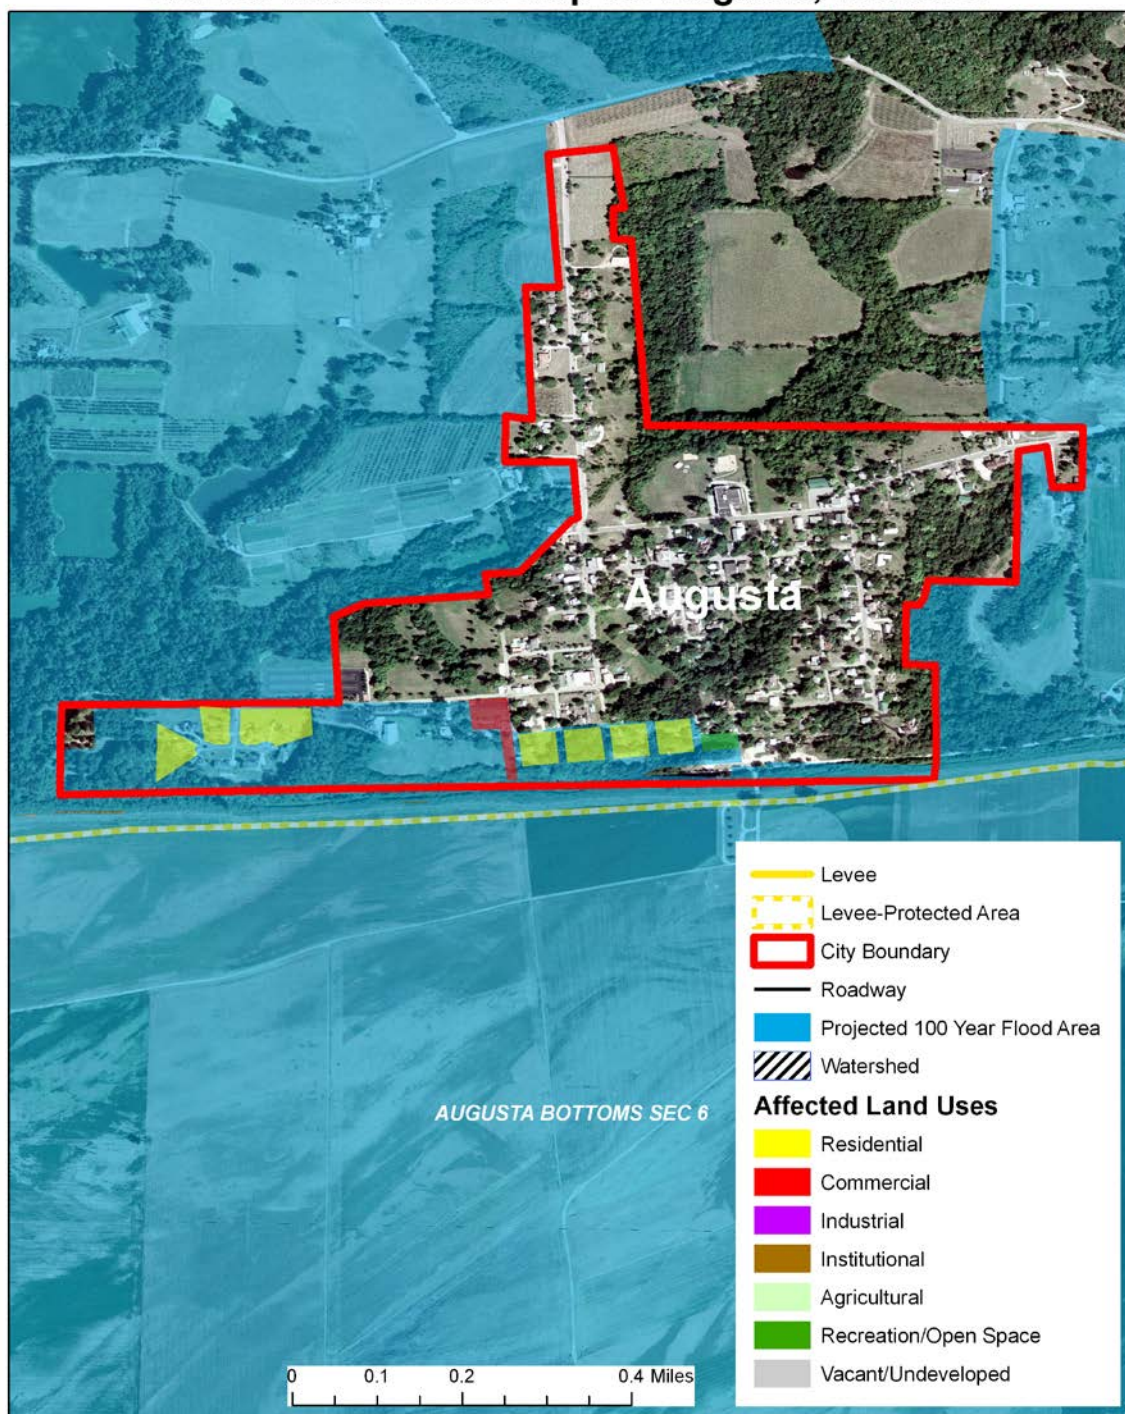 Augusta
Levee
Levee-Protected Area
City Boundary
Roadway
Projected 100 Year Flood Area
Watershed
Affected Land Uses
Residential
Commercial
Industrial
Institutional
Agricultural
Recreation/Open Space
Vacant/Undeveloped
AUGUSTA BOTTOMS SEC 6
0 0.1 0.2 0.4 Miles